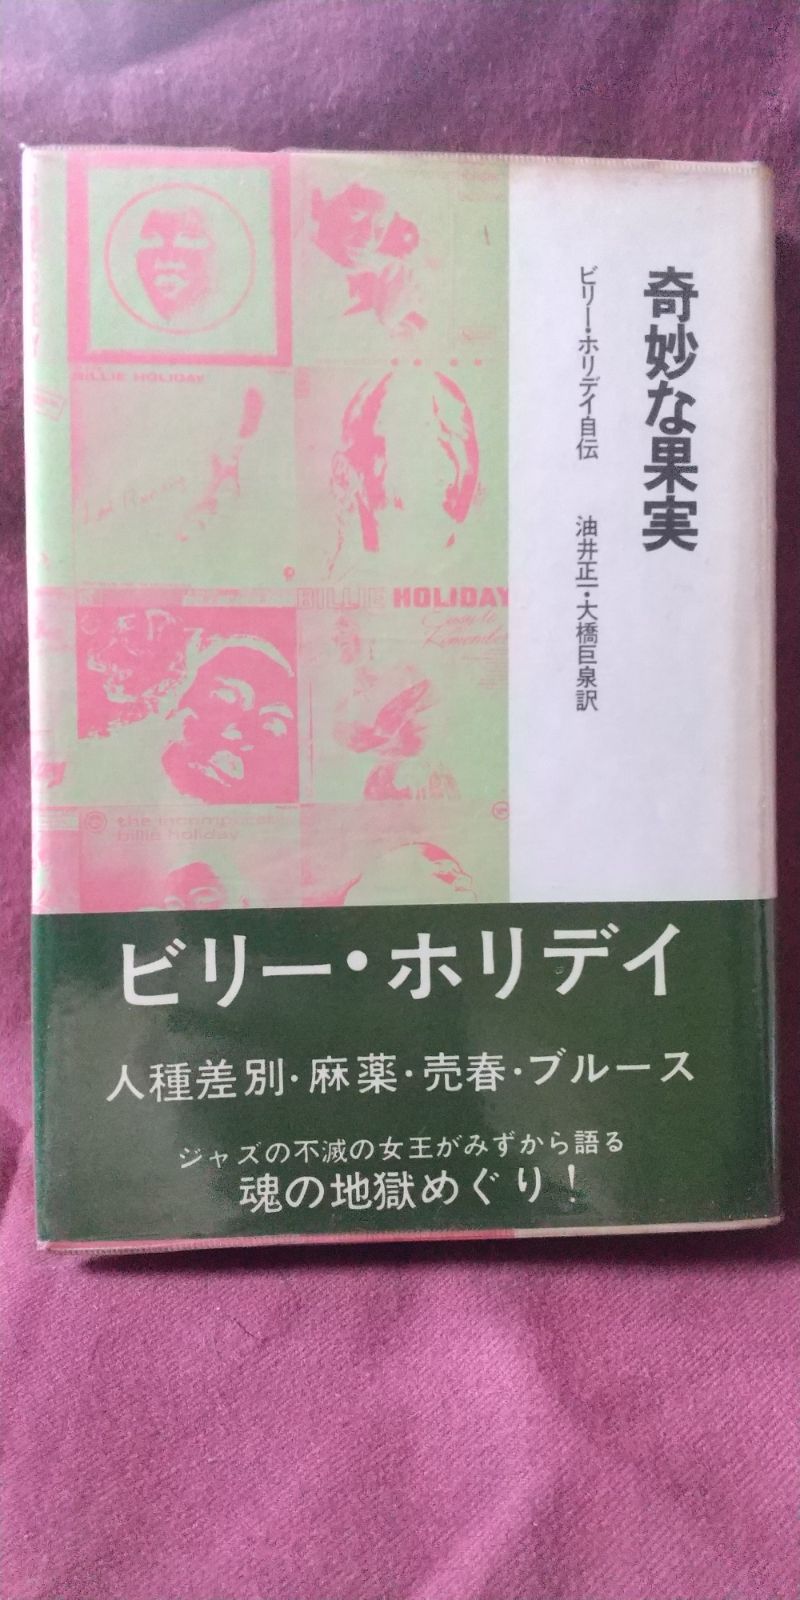 奇妙な果実
ビリー・ホリデイ自伝
油井正一・大橋巨泉訳
BILLIE HOLIDAY
BILLIE HOLIDAY
Easy to
Remember
billie holiday
ビリー・ホリデイ
人種差別・麻薬・売春・ブルース
ジャズの不滅の女王がみずから語る
魂の地獄めぐり！